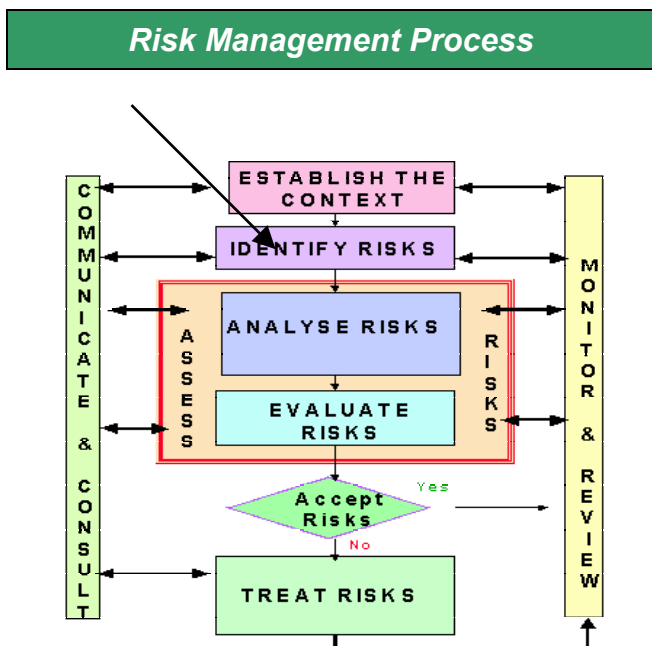 Risk Management Process
ESTABLISH THE
CONTEXT
IDENTIFY RISKS
ANALYSE RISKS
EVALUATE
RISKS
Accept
Risks
Yes
No
TREAT RISKS
COMMUNICATE & CONSULT
ASSESS
RISKS
MONITOR & REVIEW